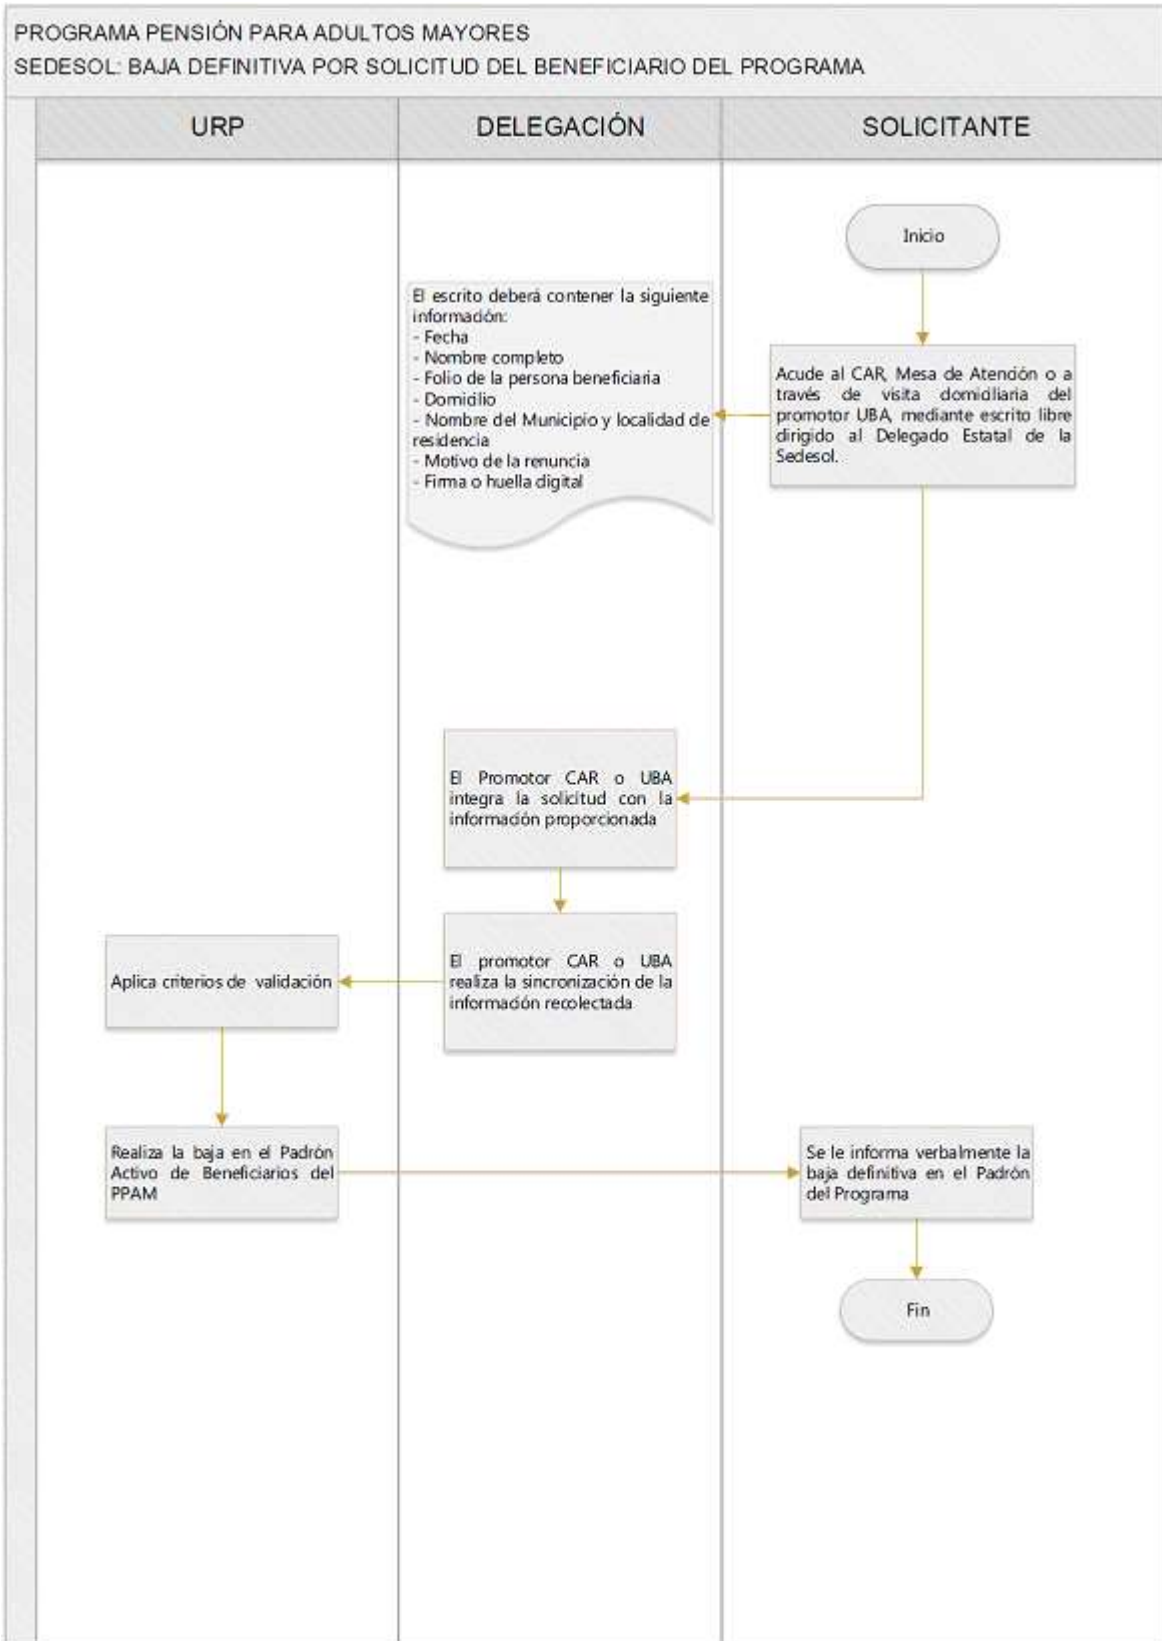 PROGRAMA PENSIÓN PARA ADULTOS MAYORES
SEDESOL: BAJA DEFINITIVA POR SOLICITUD DEL BENEFICIARIO DEL PROGRAMA
URP
DELEGACIÓN
SOLICITANTE
Inicio
El escrito deberá contener la siguiente
información:
- Fecha
- Nombre completo
- Folio de la persona beneficiaria
- Domicilio
- Nombre del Municipio y localidad de
residencia
- Motivo de la renuncia
- Firma o huella digital
Acude al CAR, Mesa de Atención o a
través de visita domiciliaria del
promotor UBA, mediante escrito libre
dirigido al Delegado Estatal de la
Sedesol.
El Promotor CAR o UBA
integra la solicitud con la
información proporcionada
El promotor CAR o UBA
realiza la sincronización de la
información recolectada
Aplica criterios de validación
Realiza la baja en el Padrón
Activo de Beneficiarios del
PPAM
Se le informa verbalmente la
baja definitiva en el Padrón
del Programa
Fin